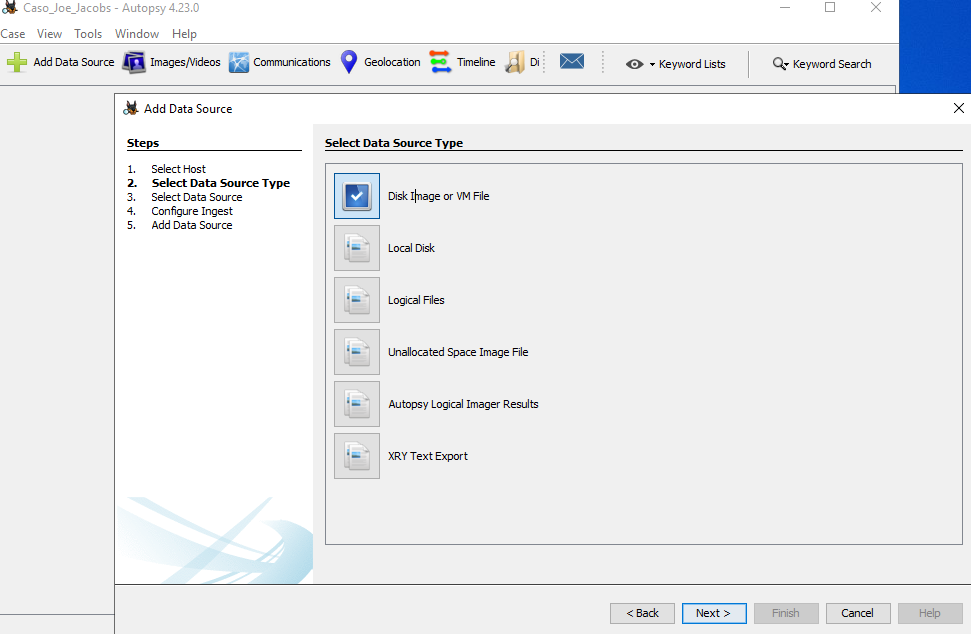 Caso_Joe_Jacobs - Autopsy 4.23.0
Case View Tools Window Help
Add Data Source Images/Videos Communications Geolocation Timeline Di Keyword Lists Keyword Search
Add Data Source
Steps
1. Select Host
2. Select Data Source Type
3. Select Data Source
4. Configure Ingest
5. Add Data Source
Select Data Source Type
Disk Image or VM File
Local Disk
Logical Files
Unallocated Space Image File
Autopsy Logical Imager Results
XRY Text Export
< Back Next > Finish Cancel Help